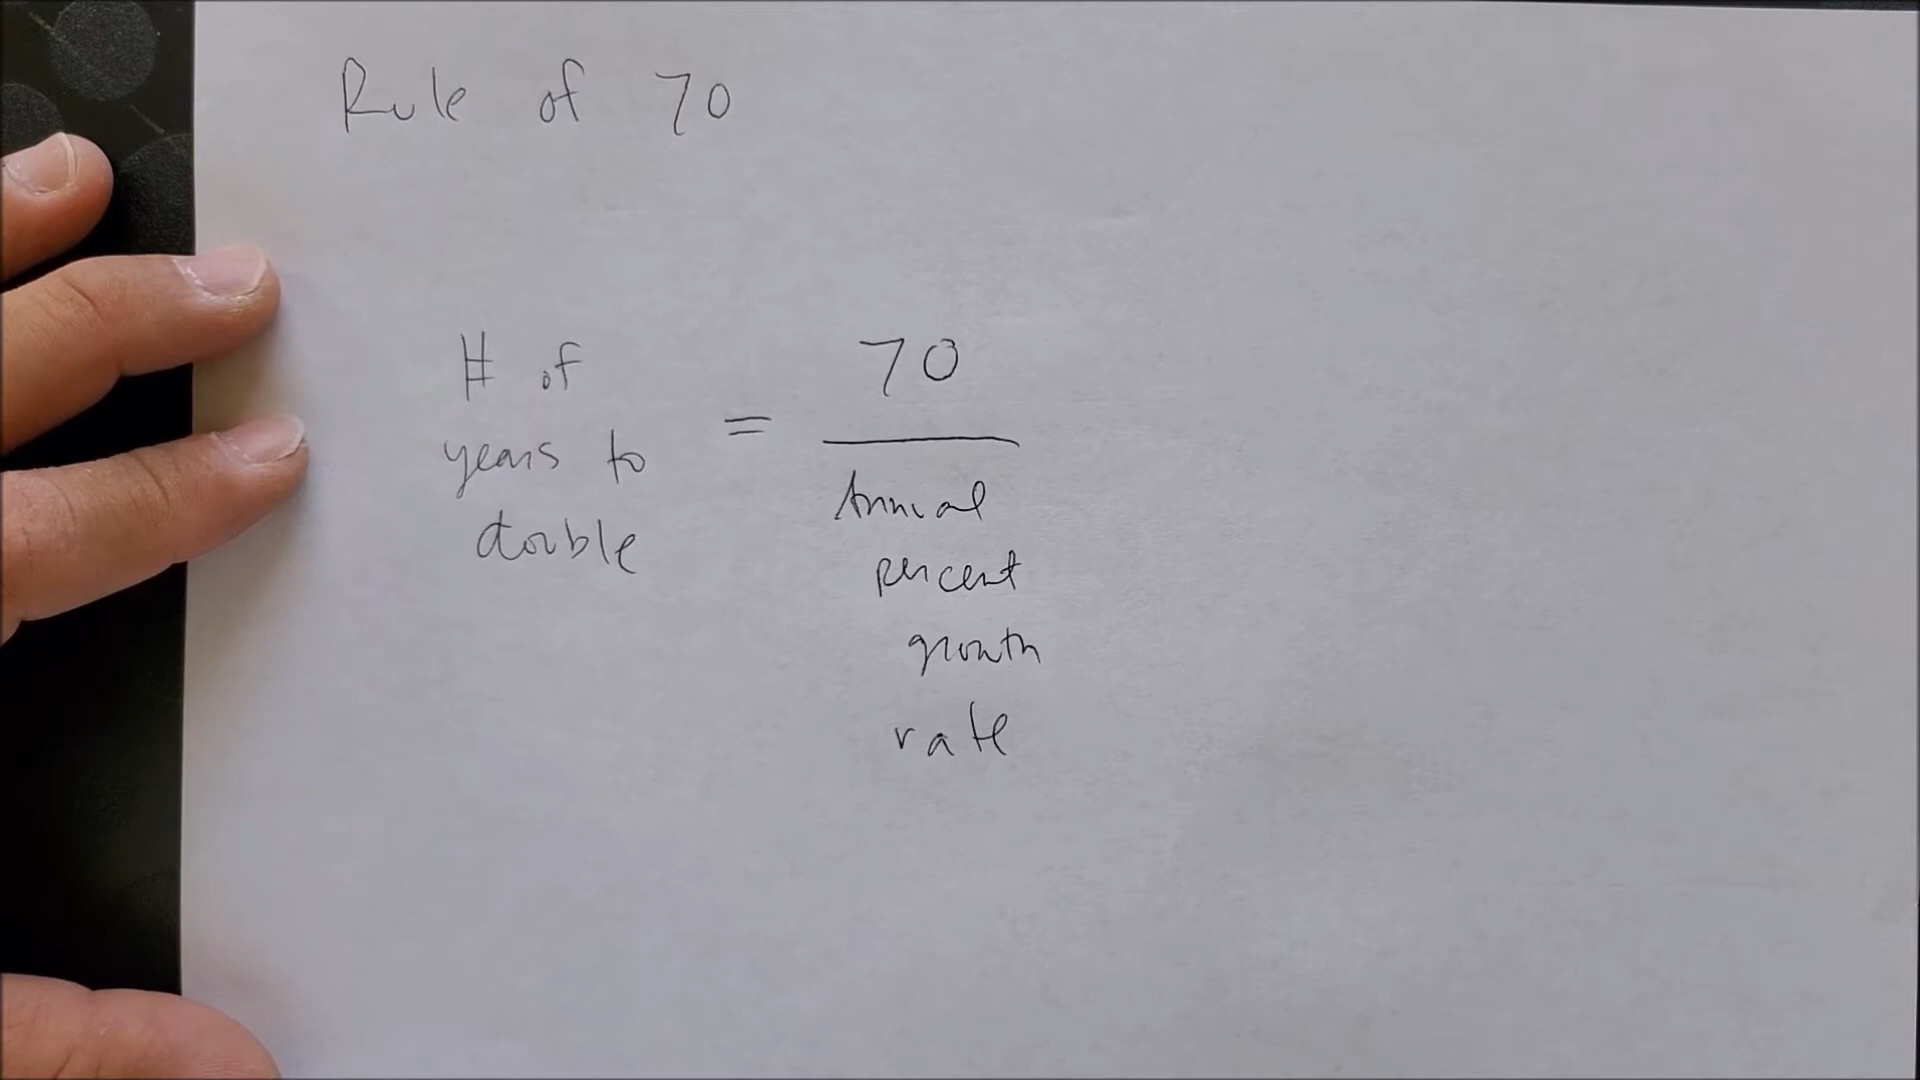 Rule of 70
# of
years to
double
=
70
Annual
percent
growth
rate